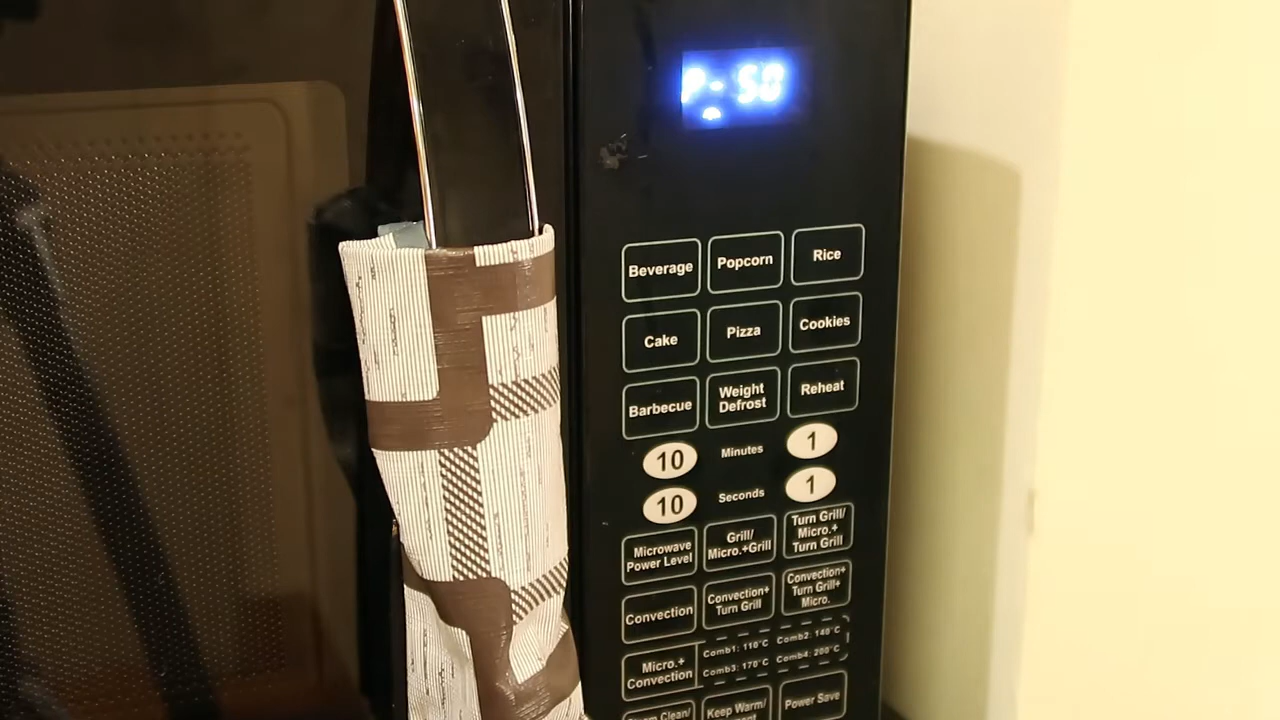 P-50
Beverage
Popcorn
Rice
Cake
Pizza
Cookies
Barbecue
Weight
Defrost
Reheat
10
Minutes
1
10
Seconds
1
Microwave
Power Level
Grill/
Micro.+Grill
Turn Grill/
Micro.+
Turn Grill
Convection
Convection+
Turn Grill
Convection+
Turn Grill+
Micro.
Micro.+
Convection
Comb1: 110°C Comb2: 140°C
Comb3: 170°C Comb4: 200°C
Clean/
Keep Warm/
Power Save